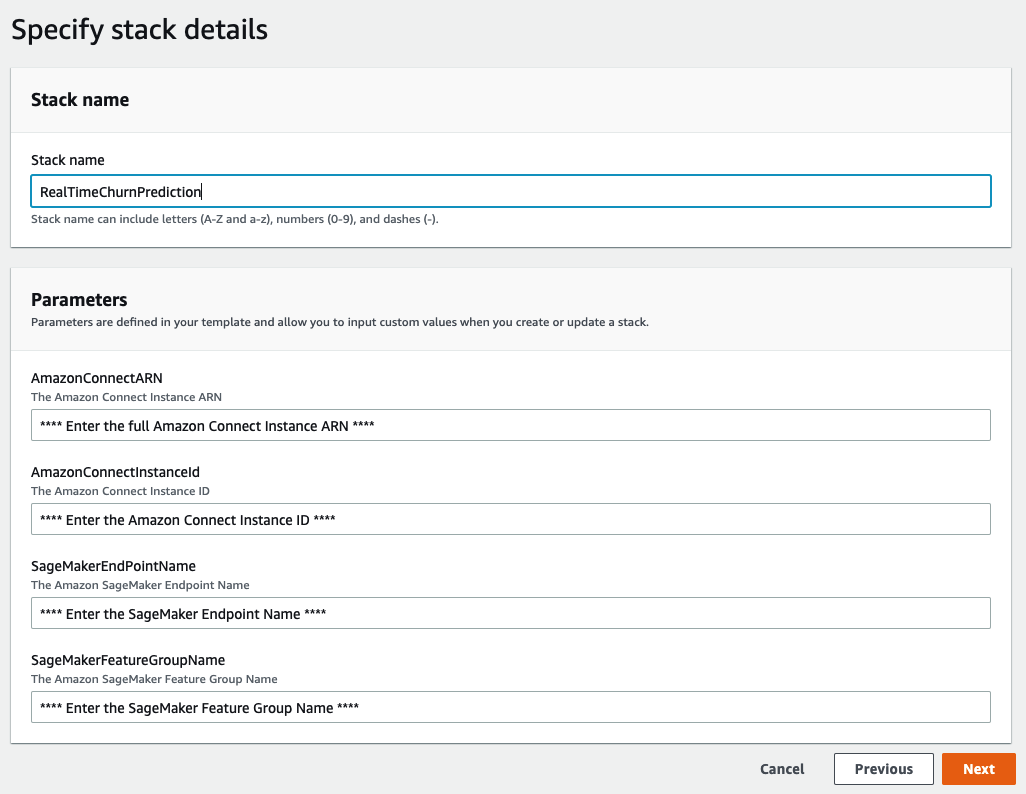 Specify stack details
Stack name
Stack name
RealTimeChurnPrediction
Stack name can include letters (A-Z and a-z), numbers (0-9), and dashes (-).
Parameters
Parameters are defined in your template and allow you to input custom values when you create or update a stack.
AmazonConnectARN
The Amazon Connect Instance ARN
**** Enter the full Amazon Connect Instance ARN ****
AmazonConnectInstanceId
The Amazon Connect Instance ID
**** Enter the Amazon Connect Instance ID ****
SageMakerEndPointName
The Amazon SageMaker Endpoint Name
**** Enter the SageMaker Endpoint Name ****
SageMakerFeatureGroupName
The Amazon SageMaker Feature Group Name
**** Enter the SageMaker Feature Group Name ****
Cancel Previous Next